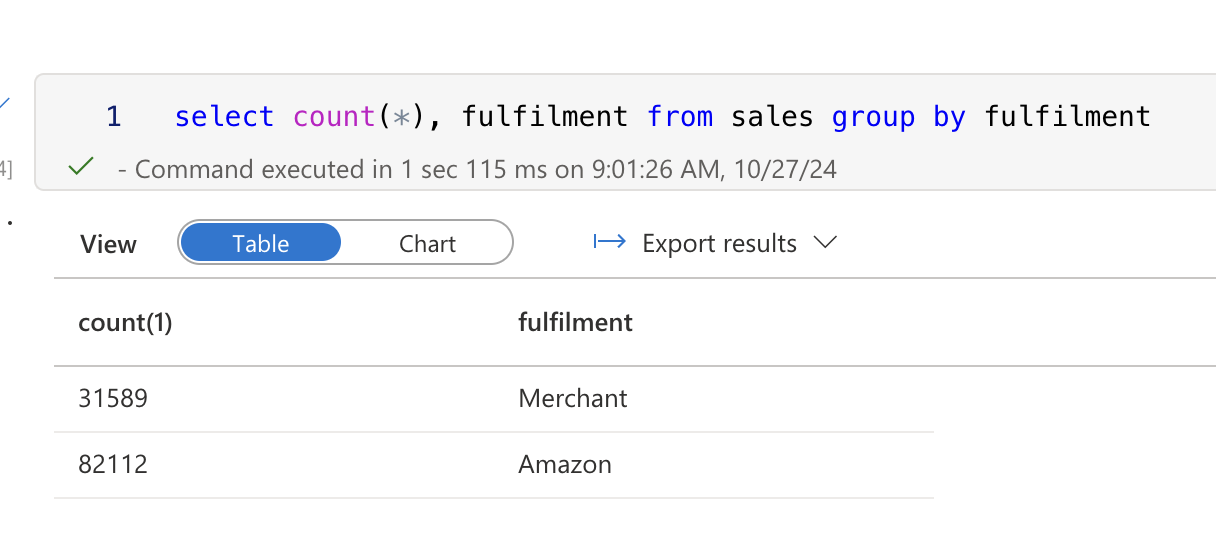 1 select count(*), fulfilment from sales group by fulfilment
4]
- Command executed in 1 sec 115 ms on 9:01:26 AM, 10/27/24
View Table Chart Export results
count(1) fulfilment
31589 Merchant
82112 Amazon